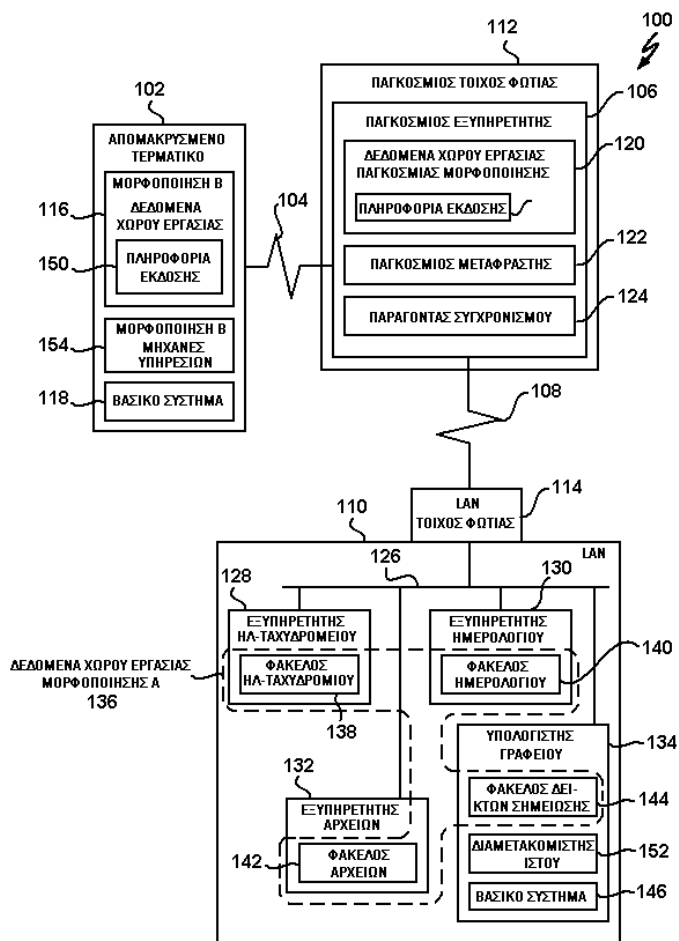 100
112
ΠΑΓΚΟΣΜΙΟΣ ΤΟΙΧΟΣ ΦΩΤΙΑΣ
106
ΠΑΓΚΟΣΜΙΟΣ ΕΞΥΠΗΡΕΤΗΤΗΣ
120
ΔΕΔΟΜΕΝΑ ΧΩΡΟΥ ΕΡΓΑΣΙΑΣ
ΠΑΓΚΟΣΜΙΑΣ ΜΟΡΦΟΠΟΙΗΣΗΣ
ΠΛΗΡΟΦΟΡΙΑ ΕΚΔΟΣΗΣ
122
ΠΑΓΚΟΣΜΙΟΣ ΜΕΤΑΦΡΑΣΤΗΣ
124
ΠΑΡΑΓΟΝΤΑΣ ΣΥΓΧΡΟΝΙΣΜΟΥ
102
ΑΠΟΜΑΚΡΥΣΜΕΝΟ
ΤΕΡΜΑΤΙΚΟ
116
ΜΟΡΦΟΠΟΙΗΣΗ Β
ΔΕΔΟΜΕΝΑ
ΧΩΡΟΥ ΕΡΓΑΣΙΑΣ
150
ΠΛΗΡΟΦΟΡΙΑ
ΕΚΔΟΣΗΣ
154
ΜΟΡΦΟΠΟΙΗΣΗ Β
ΜΗΧΑΝΕΣ
ΥΠΗΡΕΣΙΩΝ
118
ΒΑΣΙΚΟ ΣΥΣΤΗΜΑ
104
108
LAN
ΤΟΙΧΟΣ ΦΩΤΙΑΣ
114
110
LAN
126
128
ΕΞΥΠΗΡΕΤΗΤΗΣ
ΗΛ-ΤΑΧΥΔΡΟΜΕΙΟΥ
ΦΑΚΕΛΟΣ
ΗΛ-ΤΑΧΥΔΡΟΜΙΟΥ
138
130
ΕΞΥΠΗΡΕΤΗΤΗΣ
ΗΜΕΡΟΛΟΓΙΟΥ
ΦΑΚΕΛΟΣ
ΗΜΕΡΟΛΟΓΙΟΥ
140
ΔΕΔΟΜΕΝΑ ΧΩΡΟΥ ΕΡΓΑΣΙΑΣ
ΜΟΡΦΟΠΟΙΗΣΗΣ Α
136
132
ΕΞΥΠΗΡΕΤΗΤΗΣ
ΑΡΧΕΙΩΝ
142
ΦΑΚΕΛΟΣ
ΑΡΧΕΙΩΝ
ΥΠΟΛΟΓΙΣΤΗΣ
ΓΡΑΦΕΙΟΥ
134
ΦΑΚΕΛΟΣ ΔΕΙ-
ΚΤΩΝ ΣΗΜΕΙΩΣΗΣ
144
ΔΙΑΜΕΤΑΚΟΜΙΣΤΗΣ
ΙΣΤΟΥ
152
ΒΑΣΙΚΟ ΣΥΣΤΗΜΑ
146